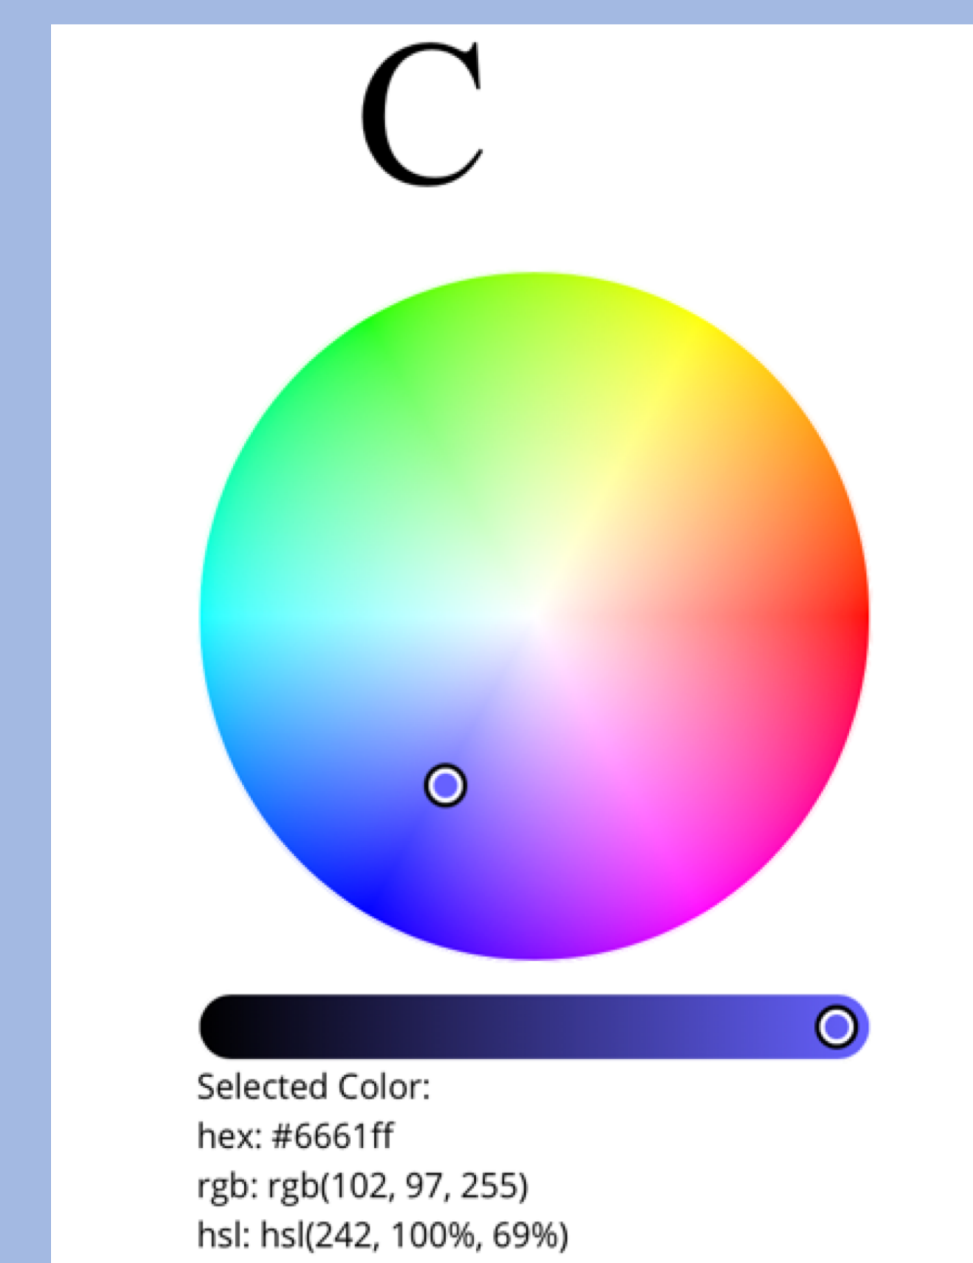 C
Selected Color:
hex: #6661ff
rgb: rgb(102, 97, 255)
hsl: hsl(242, 100%, 69%)